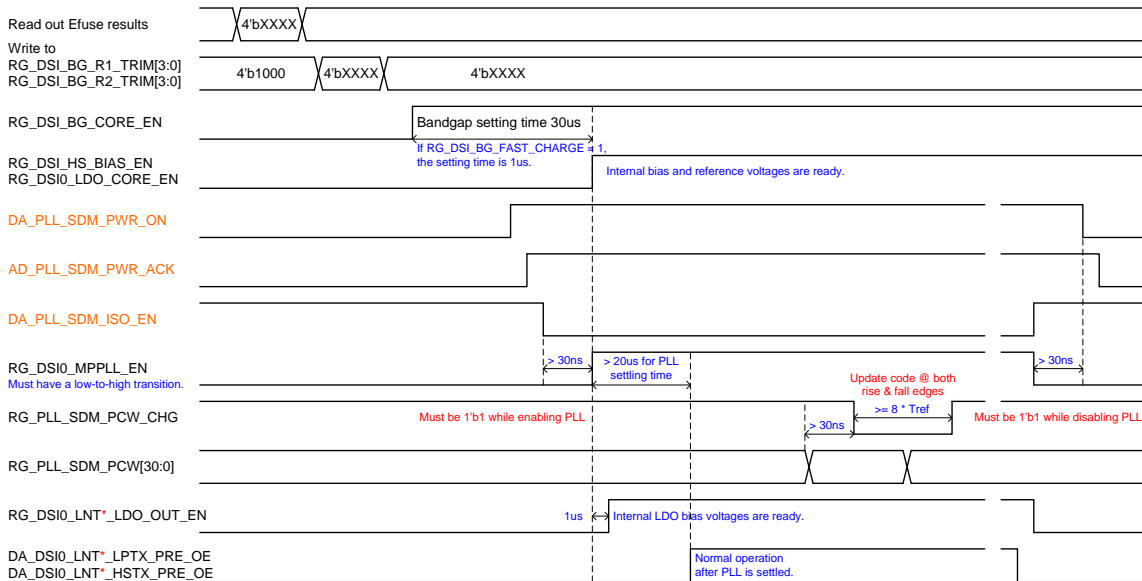 Read out Efuse results
4'bXXXX
Write to
RG_DSI_BG_R1_TRIM[3:0]
RG_DSI_BG_R2_TRIM[3:0]
4'b1000
4'bXXXX
4'bXXXX
RG_DSI_BG_CORE_EN
Bandgap setting time 30us
If RG_DSI_BG_FAST_CHARGE = 1,
the setting time is 1us.
RG_DSI_HS_BIAS_EN
RG_DSI0_LDO_CORE_EN
Internal bias and reference voltages are ready.
DA_PLL_SDM_PWR_ON
AD_PLL_SDM_PWR_ACK
DA_PLL_SDM_ISO_EN
RG_DSI0_MPPLL_EN
Must have a low-to-high transition.
> 30ns
> 20us for PLL
settling time
> 30ns
Update code @ both
rise & fall edges
RG_PLL_SDM_PCW_CHG
Must be 1'b1 while enabling PLL
> 30ns
>= 8 * Tref
Must be 1'b1 while disabling PLL
RG_PLL_SDM_PCW[30:0]
RG_DSI0_LNT*_LDO_OUT_EN
1us
Internal LDO bias voltages are ready.
DA_DSI0_LNT*_LPTX_PRE_OE
DA_DSI0_LNT*_HSTX_PRE_OE
Normal operation
after PLL is settled.